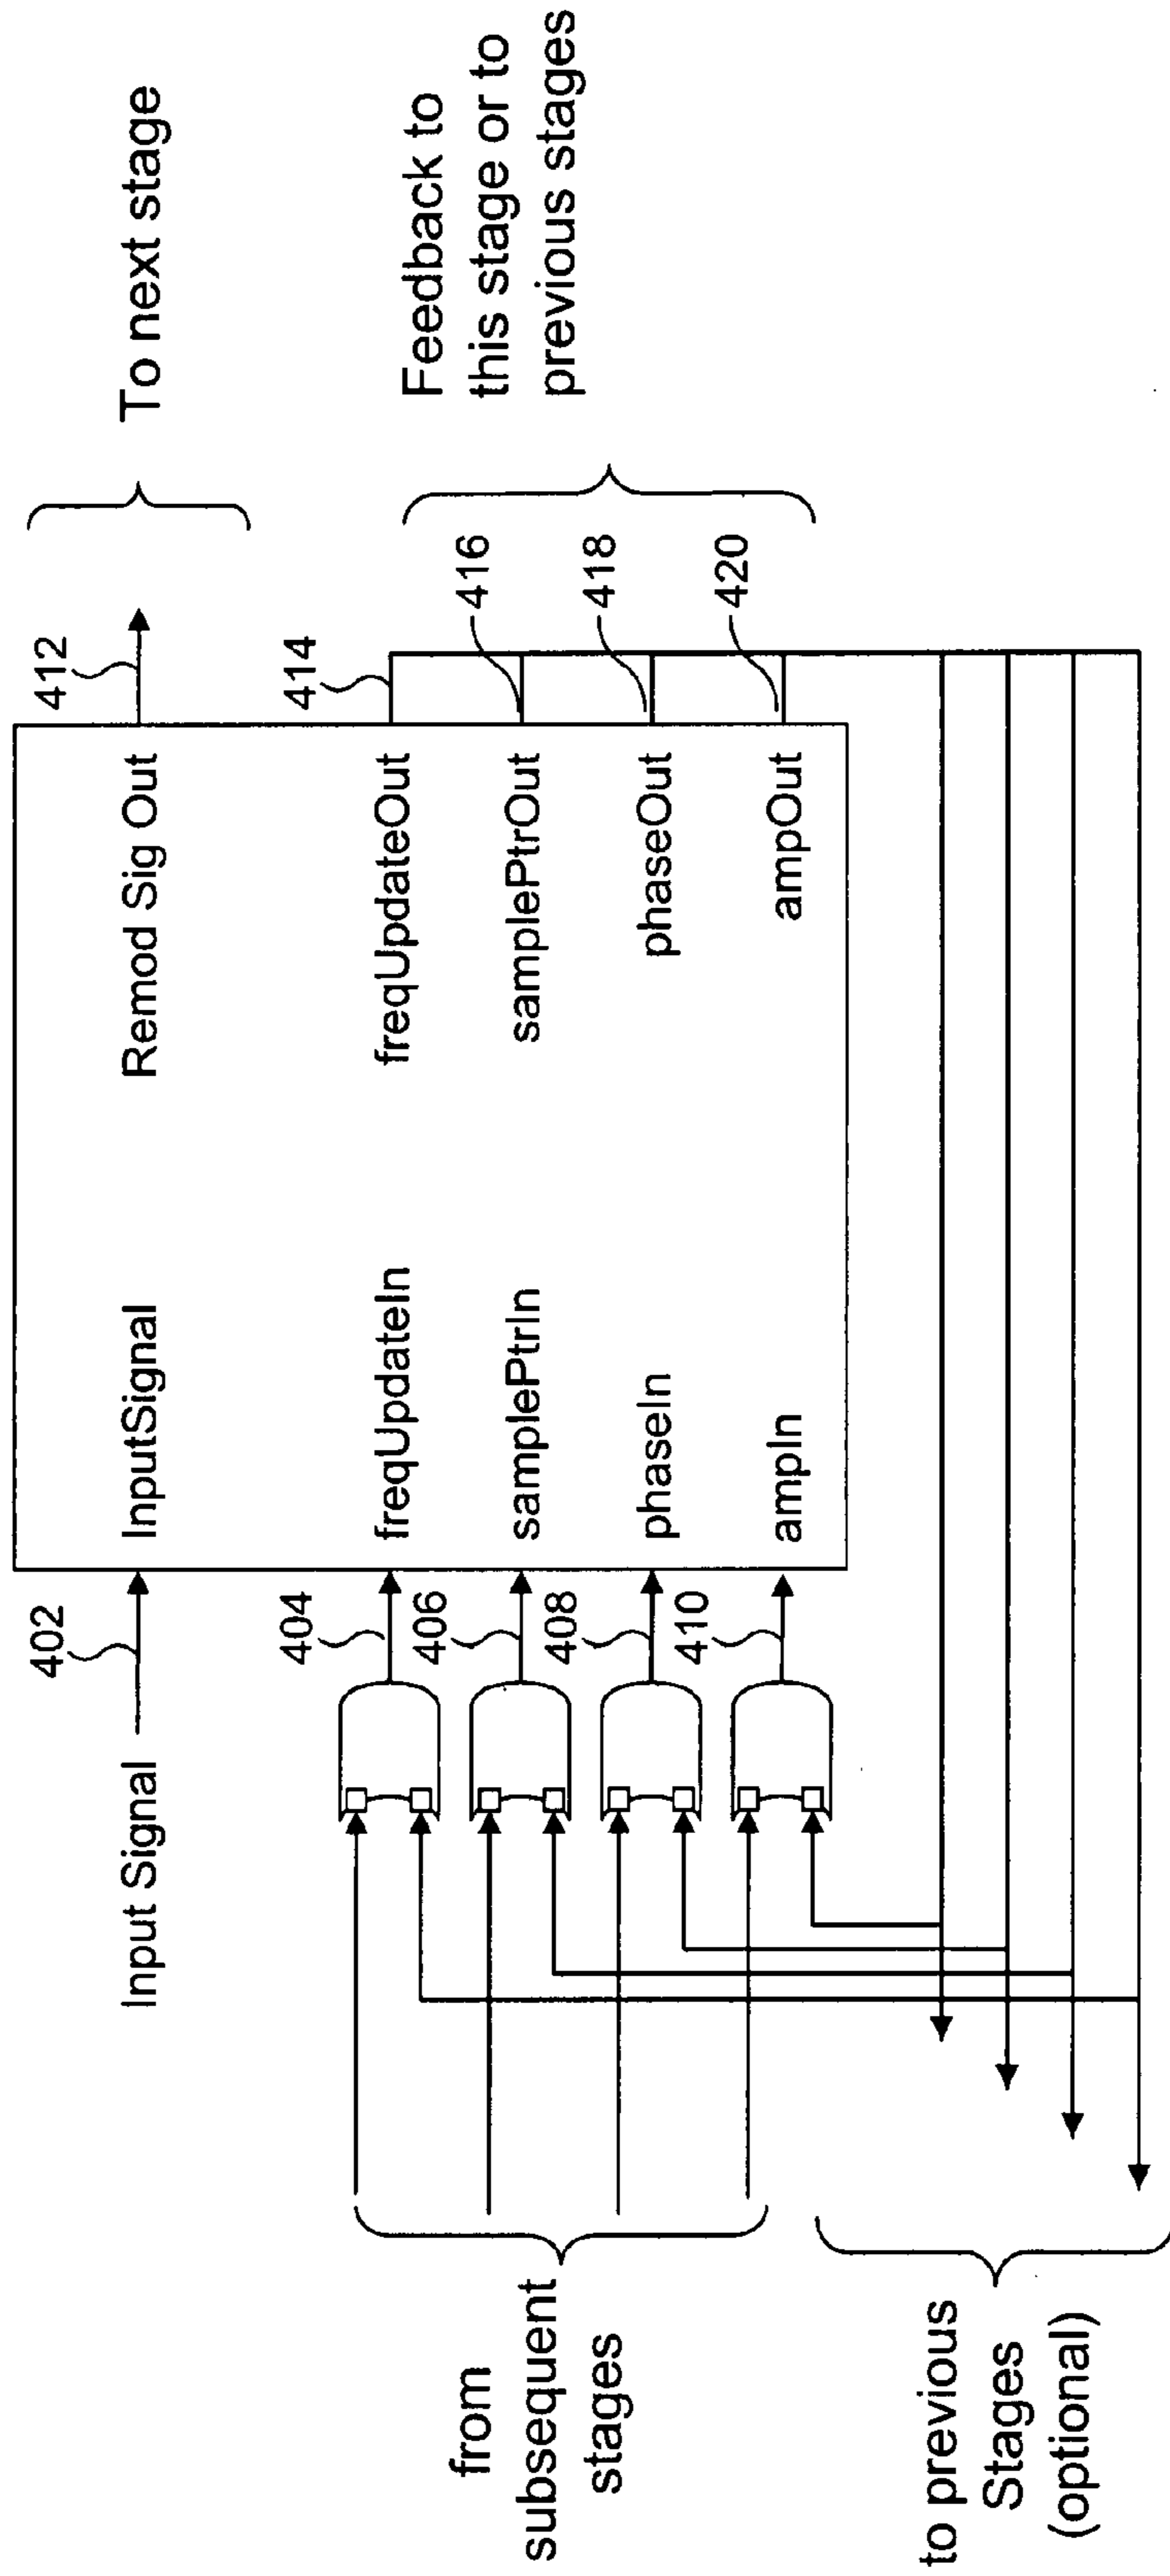 Input Signal
402
InputSignal
Remod Sig Out
412
To next stage
404
freqUpdateIn
freqUpdateOut
414
406
samplePtrIn
samplePtrOut
416
408
phaseIn
phaseOut
418
410
ampIn
ampOut
420
Feedback to
this stage or to
previous stages
from
subsequent
stages
to previous
Stages
(optional)